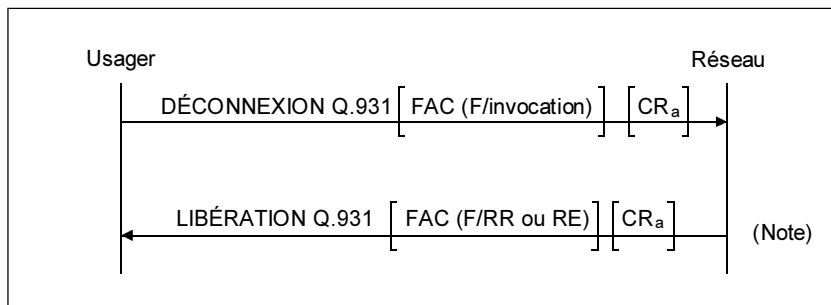 Usager Réseau
DÉCONNEXION Q.931 [ FAC (F/invocation) ] [ CRa ]
LIBÉRATION Q.931 [ FAC (F/RR ou RE) ] [ CRa ] (Note)